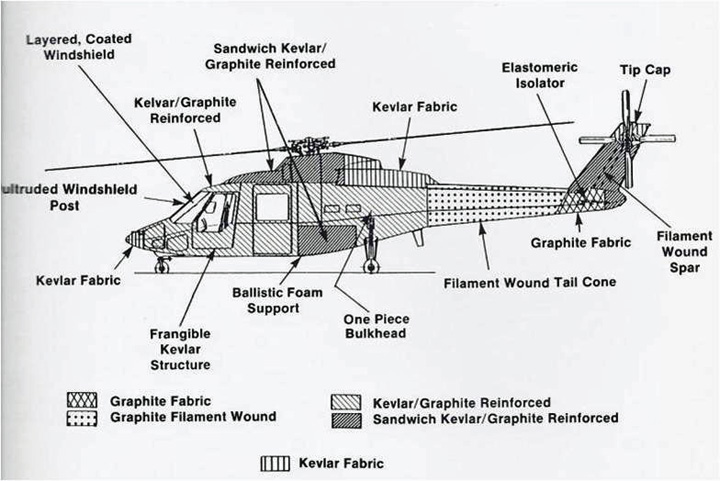 Layered, Coated
Windshield
Sandwich Kevlar/
Graphite Reinforced
Elastomeric
Isolator
Tip Cap
Kelvar/Graphite
Reinforced
Kevlar Fabric
ultruded Windshield
Post
Kevlar Fabric
Graphite Fabric
Filament
Wound
Spar
Filament Wound Tail Cone
Ballistic Foam
Support
One Piece
Bulkhead
Frangible
Kevlar
Structure
Graphite Fabric
Graphite Filament Wound
Kevlar/Graphite Reinforced
Sandwich Kevlar/Graphite Reinforced
Kevlar Fabric